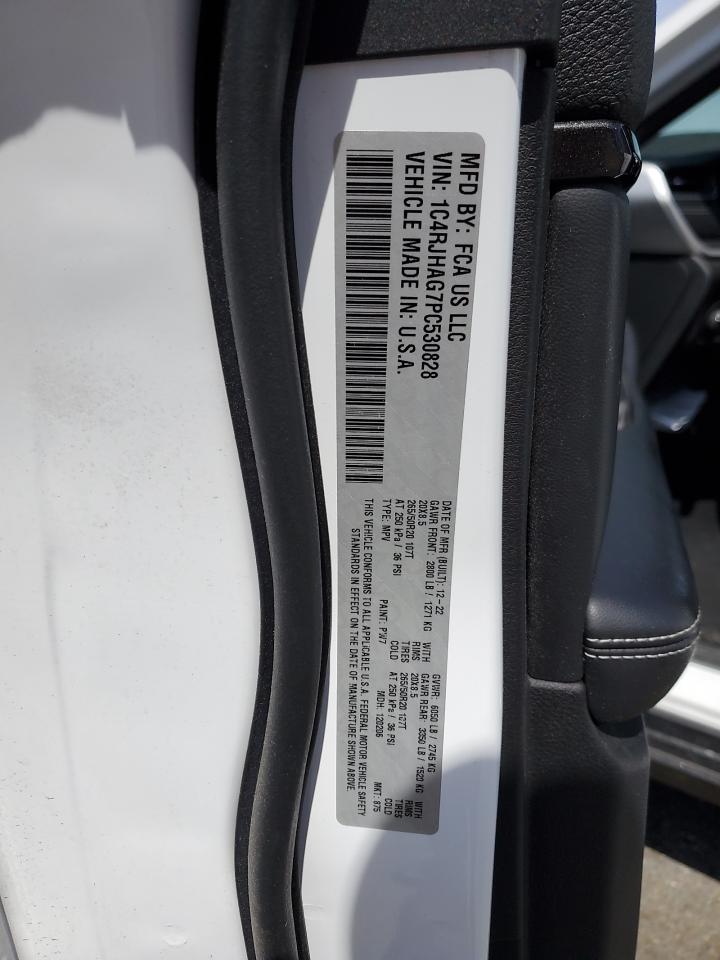 MFD BY: FCA US LLC
VIN: 1C4RJHAG7PC530828
VEHICLE MADE IN: U.S.A.
DATE OF MFR (BUILT): 12-22 GVWR: 6050 LB / 2745 KG
GAWR FRONT: 2800 LB / 1271 KG WITH GAWR REAR: 3350 LB / 1520 KG WITH
20X8.5 RIMS 20X8.5 RIMS
265/50R20 107T TIRES 265/50R20 107T TIRES
AT 250 kPa / 36 PSI COLD AT 250 kPa / 36 PSI COLD
TYPE: MPV PAINT: PW7 MDH: 120206 MKT: 875
THIS VEHICLE CONFORMS TO ALL APPLICABLE U.S.A. FEDERAL MOTOR VEHICLE SAFETY
STANDARDS IN EFFECT ON THE DATE OF MANUFACTURE SHOWN ABOVE.